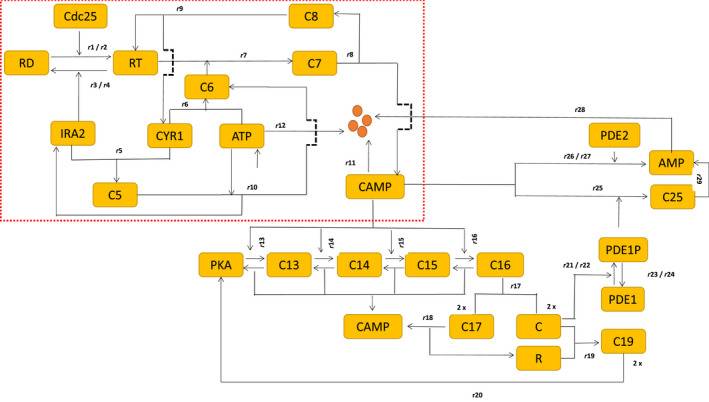 Cdc25
r9
C8
RD
r1 / r2
RT
r7
C7
r8
r3 / r4
C6
r6
IRA2
CYR1
ATP
r12
r28
PDE2
r5
r11
r26 / r27
AMP
C5
r10
CAMP
r25
C25
r29
r13
r14
r15
r16
PKA
C13
C14
C15
C16
PDE1P
r21 / r22
r23 / r24
r17
PDE1
CAMP
r18
2 x
C17
2 x
C
C19
R
r19
2 x
r20